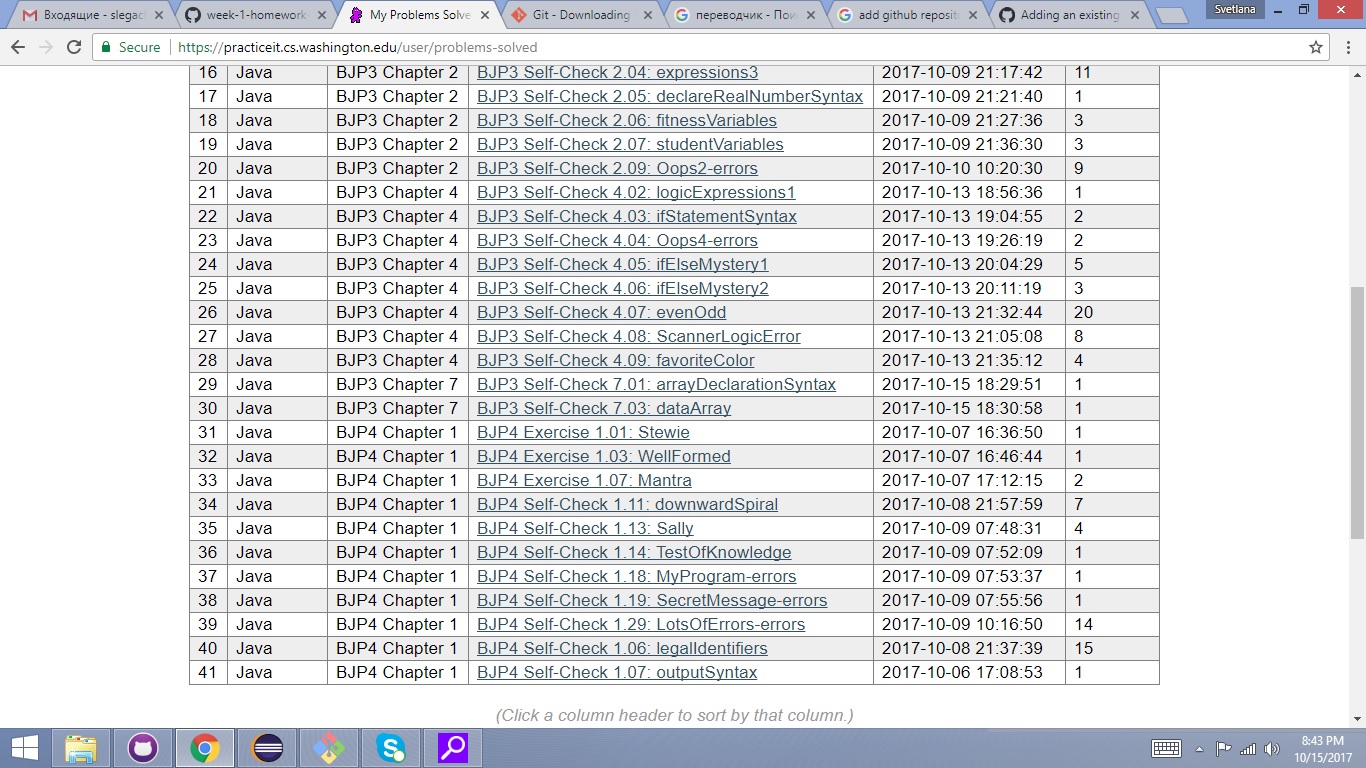 Входящие - slegac
week-1-homework
My Problems Solve
Git - Downloading
переводчик - Пои
add github reposit
Adding an existing
Svetlana
Secure https://practiceit.cs.washington.edu/user/problems-solved
16 Java BJP3 Chapter 2 BJP3 Self-Check 2.04: expressions3 2017-10-09 21:17:42 11
17 Java BJP3 Chapter 2 BJP3 Self-Check 2.05: declareRealNumberSyntax 2017-10-09 21:21:40 1
18 Java BJP3 Chapter 2 BJP3 Self-Check 2.06: fitnessVariables 2017-10-09 21:27:36 3
19 Java BJP3 Chapter 2 BJP3 Self-Check 2.07: studentVariables 2017-10-09 21:36:30 3
20 Java BJP3 Chapter 2 BJP3 Self-Check 2.09: Oops2-errors 2017-10-10 10:20:30 9
21 Java BJP3 Chapter 4 BJP3 Self-Check 4.02: logicExpressions1 2017-10-13 18:56:36 1
22 Java BJP3 Chapter 4 BJP3 Self-Check 4.03: ifStatementSyntax 2017-10-13 19:04:55 2
23 Java BJP3 Chapter 4 BJP3 Self-Check 4.04: Oops4-errors 2017-10-13 19:26:19 2
24 Java BJP3 Chapter 4 BJP3 Self-Check 4.05: ifElseMystery1 2017-10-13 20:04:29 5
25 Java BJP3 Chapter 4 BJP3 Self-Check 4.06: ifElseMystery2 2017-10-13 20:11:19 3
26 Java BJP3 Chapter 4 BJP3 Self-Check 4.07: evenOdd 2017-10-13 21:32:44 20
27 Java BJP3 Chapter 4 BJP3 Self-Check 4.08: ScannerLogicError 2017-10-13 21:05:08 8
28 Java BJP3 Chapter 4 BJP3 Self-Check 4.09: favoriteColor 2017-10-13 21:35:12 4
29 Java BJP3 Chapter 7 BJP3 Self-Check 7.01: arrayDeclarationSyntax 2017-10-15 18:29:51 1
30 Java BJP3 Chapter 7 BJP3 Self-Check 7.03: dataArray 2017-10-15 18:30:58 1
31 Java BJP4 Chapter 1 BJP4 Exercise 1.01: Stewie 2017-10-07 16:36:50 1
32 Java BJP4 Chapter 1 BJP4 Exercise 1.03: WellFormed 2017-10-07 16:46:44 1
33 Java BJP4 Chapter 1 BJP4 Exercise 1.07: Mantra 2017-10-07 17:12:15 2
34 Java BJP4 Chapter 1 BJP4 Self-Check 1.11: downwardSpiral 2017-10-08 21:57:59 7
35 Java BJP4 Chapter 1 BJP4 Self-Check 1.13: Sally 2017-10-09 07:48:31 4
36 Java BJP4 Chapter 1 BJP4 Self-Check 1.14: TestOfKnowledge 2017-10-09 07:52:09 1
37 Java BJP4 Chapter 1 BJP4 Self-Check 1.18: MyProgram-errors 2017-10-09 07:53:37 1
38 Java BJP4 Chapter 1 BJP4 Self-Check 1.19: SecretMessage-errors 2017-10-09 07:55:56 1
39 Java BJP4 Chapter 1 BJP4 Self-Check 1.29: LotsOfErrors-errors 2017-10-09 10:16:50 14
40 Java BJP4 Chapter 1 BJP4 Self-Check 1.06: legalIdentifiers 2017-10-08 21:37:39 15
41 Java BJP4 Chapter 1 BJP4 Self-Check 1.07: outputSyntax 2017-10-06 17:08:53 1
(Click a column header to sort by that column.)
8:43 PM
10/15/2017